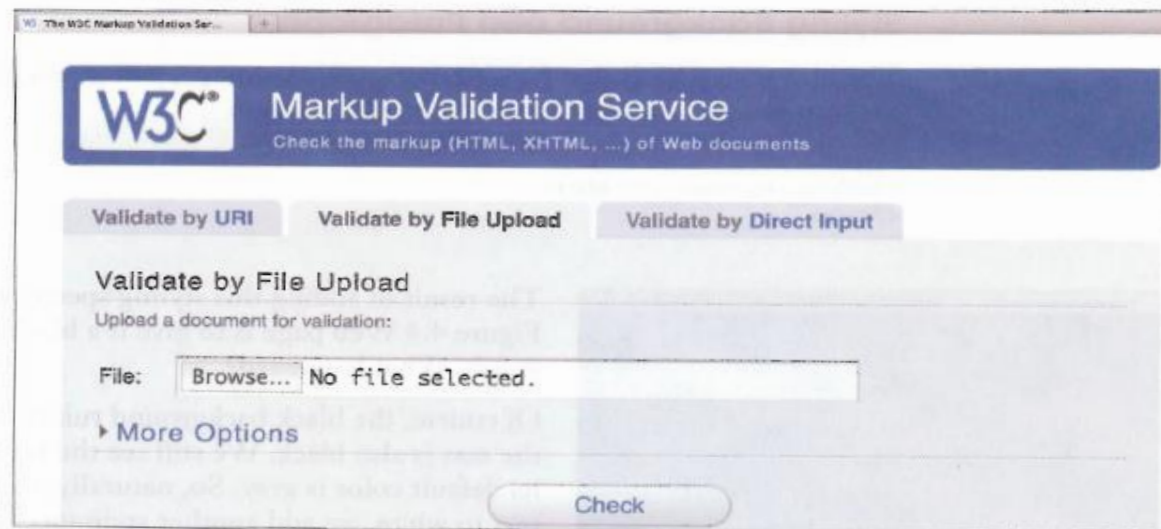 The W3C Markup Validation Ser...
+
W3C®
Markup Validation Service
Check the markup (HTML, XHTML, ...) of Web documents
Validate by URI
Validate by File Upload
Validate by Direct Input
Validate by File Upload
Upload a document for validation:
File:
Browse... No file selected.
More Options
Check